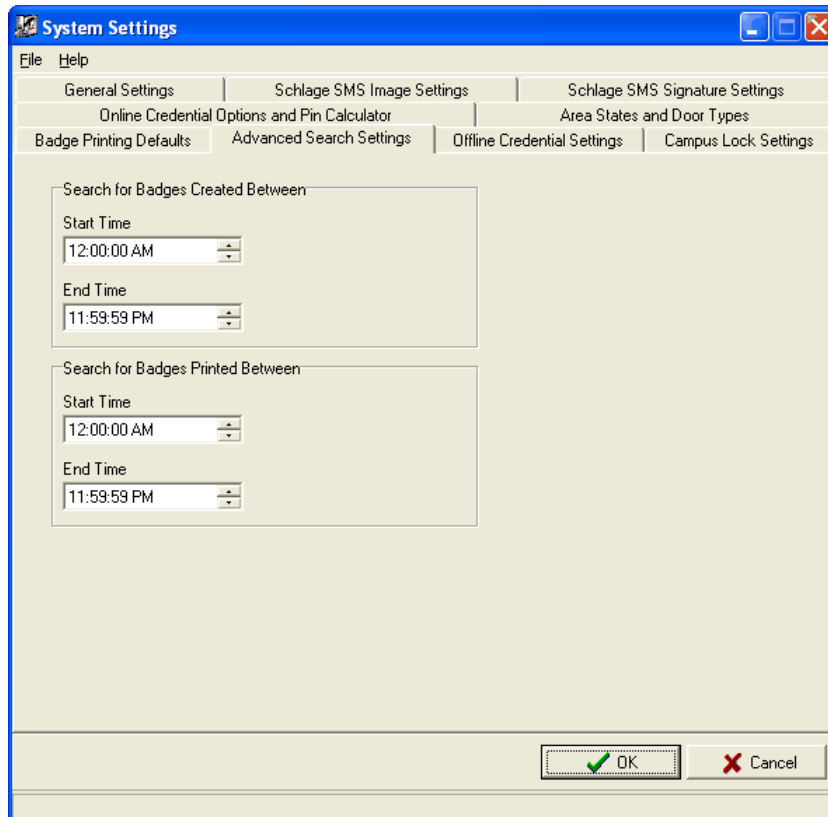 System Settings
File Help
General Settings Schlage SMS Image Settings Schlage SMS Signature Settings
Online Credential Options and Pin Calculator Area States and Door Types
Badge Printing Defaults Advanced Search Settings Offline Credential Settings Campus Lock Settings
Search for Badges Created Between
Start Time
12:00:00 AM
End Time
11:59:59 PM
Search for Badges Printed Between
Start Time
12:00:00 AM
End Time
11:59:59 PM
OK Cancel